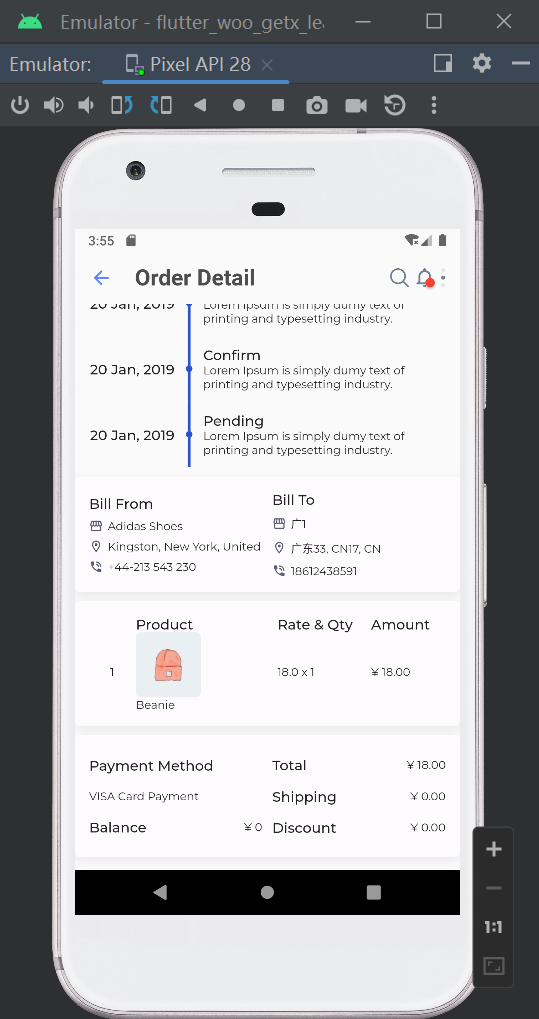 Emulator - flutter_woo_getx_le
Emulator: Pixel API 28
3:55
Order Detail
20 Jan, 2019 Lorem Ipsum is simply dumy text of
printing and typesetting industry.
Confirm
20 Jan, 2019 Lorem Ipsum is simply dumy text of
printing and typesetting industry.
Pending
20 Jan, 2019 Lorem Ipsum is simply dumy text of
printing and typesetting industry.
Bill From
Adidas Shoes
Kingston, New York, United
+44-213 543 230
Bill To
广1
广东33, CN17, CN
18612438591
Product Rate & Qty Amount
1 18.0 x 1 ¥ 18.00
Beanie
Payment Method Total ¥ 18.00
VISA Card Payment Shipping ¥ 0.00
Balance ¥ 0 Discount ¥ 0.00
1:1